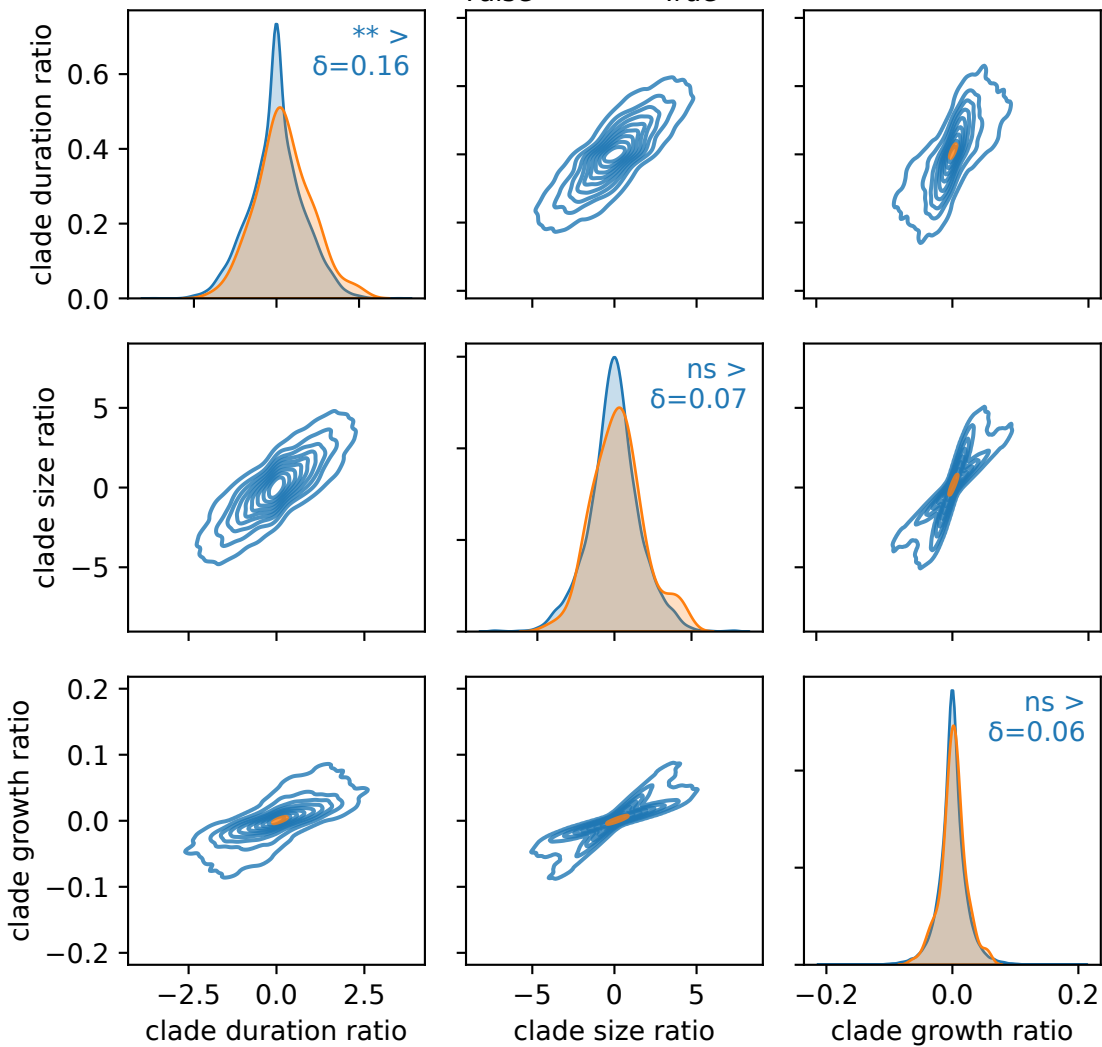 ** >
δ=0.16
clade duration ratio
0.6
0.4
0.2
0.0
ns >
δ=0.07
clade size ratio
5
0
−5
ns >
δ=0.06
clade growth ratio
0.2
0.1
0.0
−0.1
−0.2
−2.5 0.0 2.5
−5 0 5
−0.2 0.0 0.2
clade duration ratio
clade size ratio
clade growth ratio